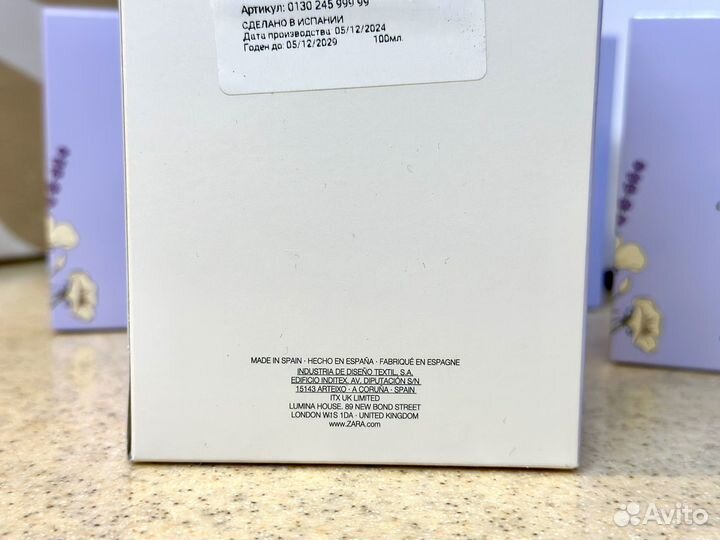 Артикул: 0130 245 999 99
СДЕЛАНО В ИСПАНИИ
Дата производства: 05/12/2024
Годен до: 05/12/2029 100мл.
MADE IN SPAIN · HECHO EN ESPAÑA · FABRIQUÉ EN ESPAGNE
INDUSTRIA DE DISEÑO TEXTIL, S.A.
EDIFICIO INDITEX, AV. DIPUTACIÓN S/N
15143 ARTEIXO · A CORUÑA · SPAIN
ITX UK LIMITED
LUMINA HOUSE. 89 NEW BOND STREET
LONDON W1S 1DA · UNITED KINGDOM
www.ZARA.com
Avito